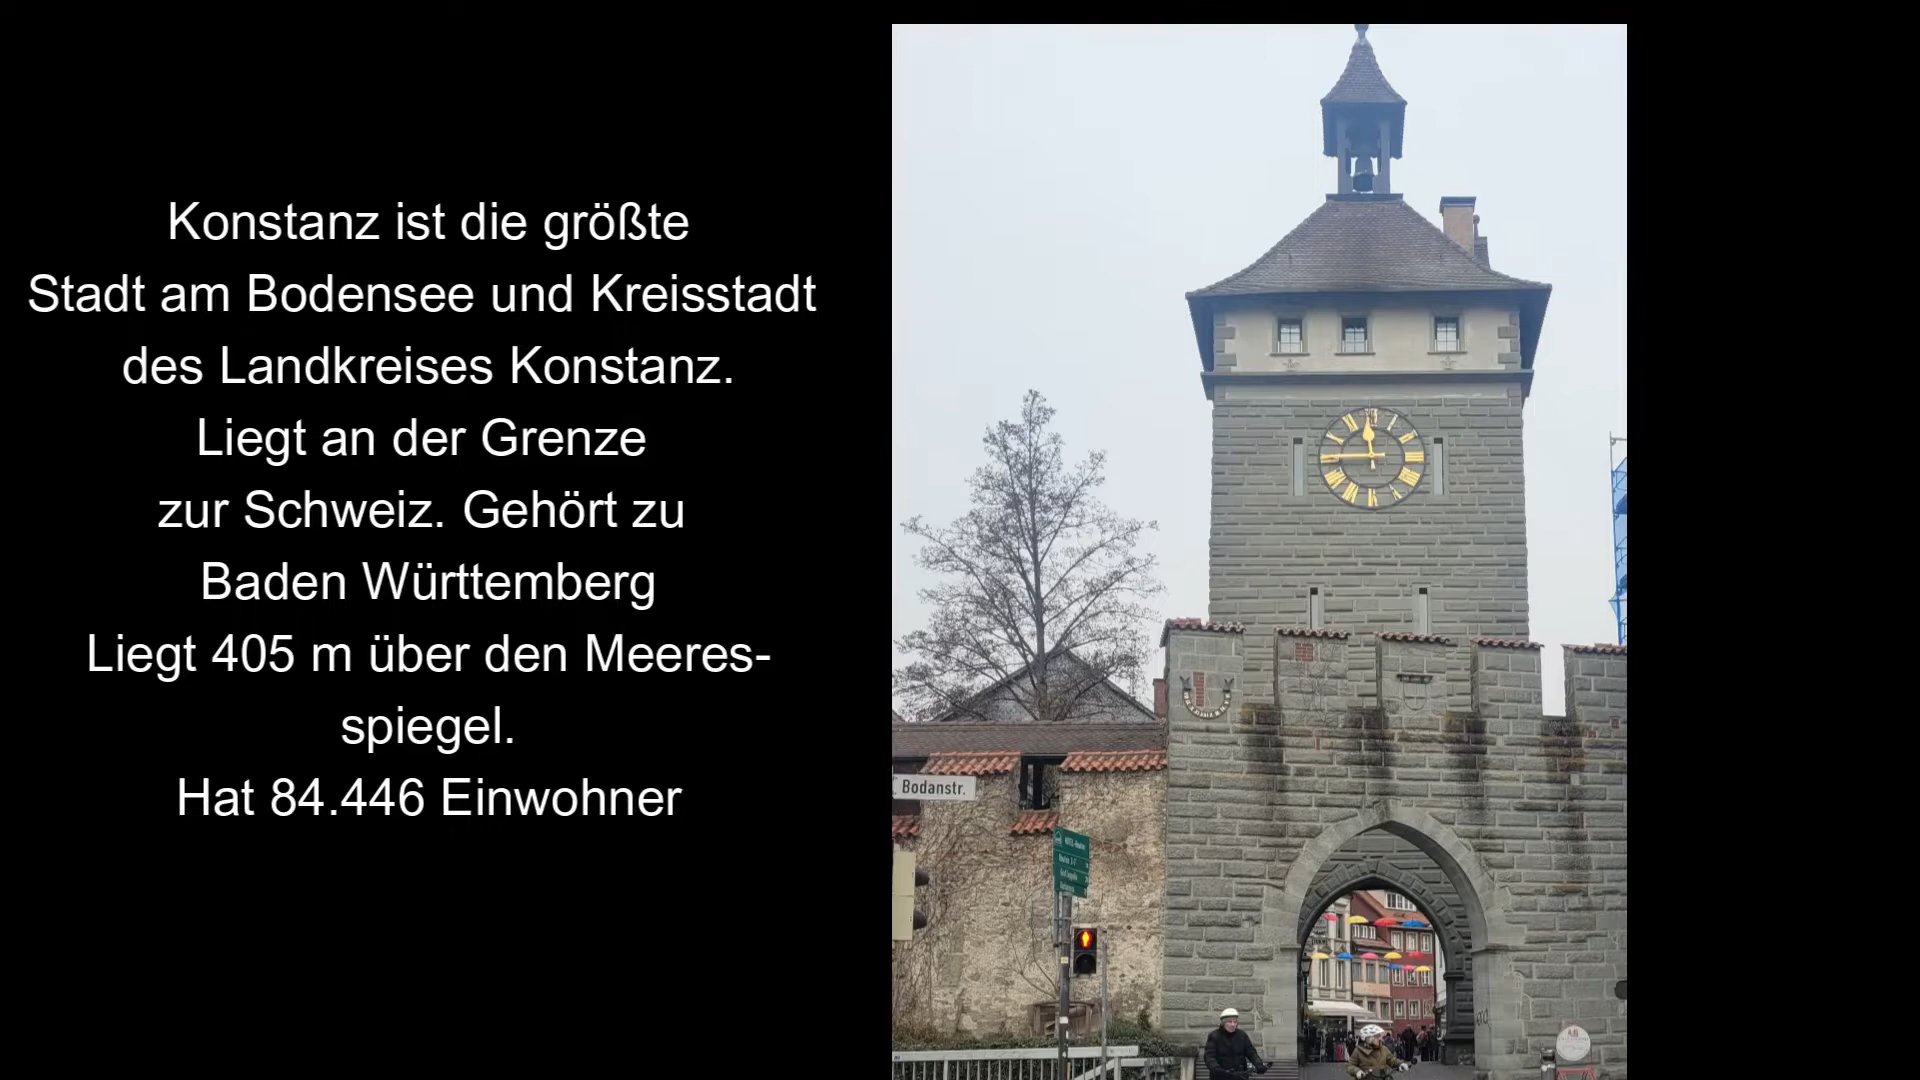 Konstanz ist die größte
Stadt am Bodensee und Kreisstadt
des Landkreises Konstanz.
Liegt an der Grenze
zur Schweiz. Gehört zu
Baden Württemberg
Liegt 405 m über den Meeres-
spiegel.
Hat 84.446 Einwohner
Bodanstr.